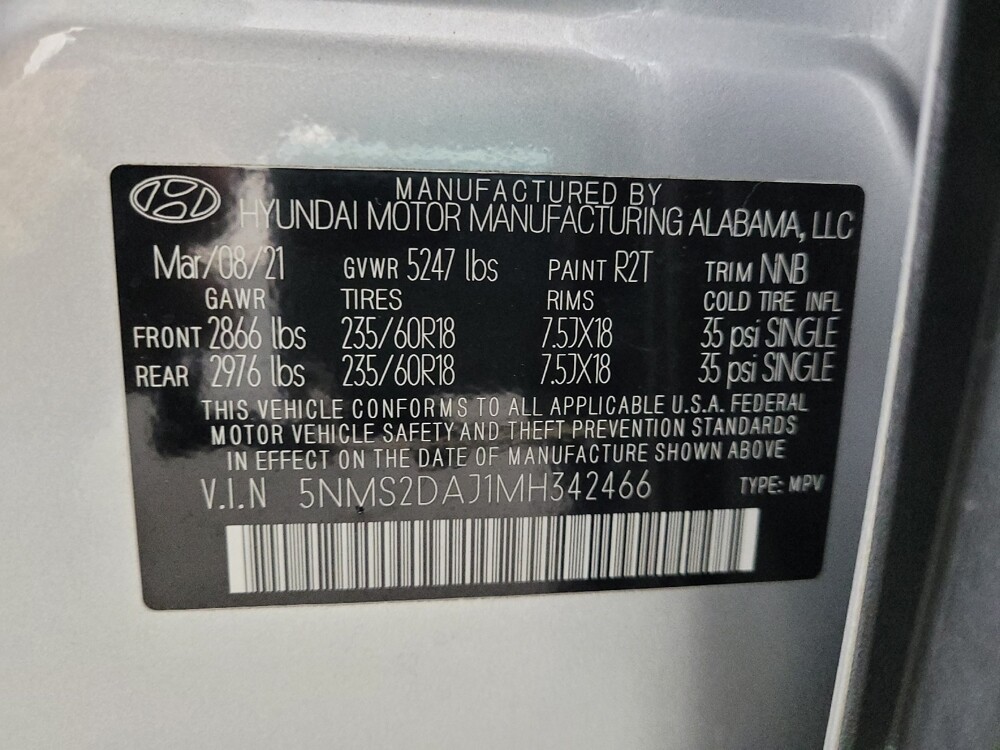 MANUFACTURED BY
HYUNDAI MOTOR MANUFACTURING ALABAMA, LLC
Mar/08/21 GVWR 5247 lbs PAINT R2T TRIM NNB
GAWR TIRES RIMS COLD TIRE INFL
FRONT 2866 lbs 235/60R18 7.5JX18 35 psi SINGLE
REAR 2976 lbs 235/60R18 7.5JX18 35 psi SINGLE
THIS VEHICLE CONFORMS TO ALL APPLICABLE U.S.A. FEDERAL
MOTOR VEHICLE SAFETY AND THEFT PREVENTION STANDARDS
IN EFFECT ON THE DATE OF MANUFACTURE SHOWN ABOVE
V.I.N 5NMS2DAJ1MH342466 TYPE: MPV